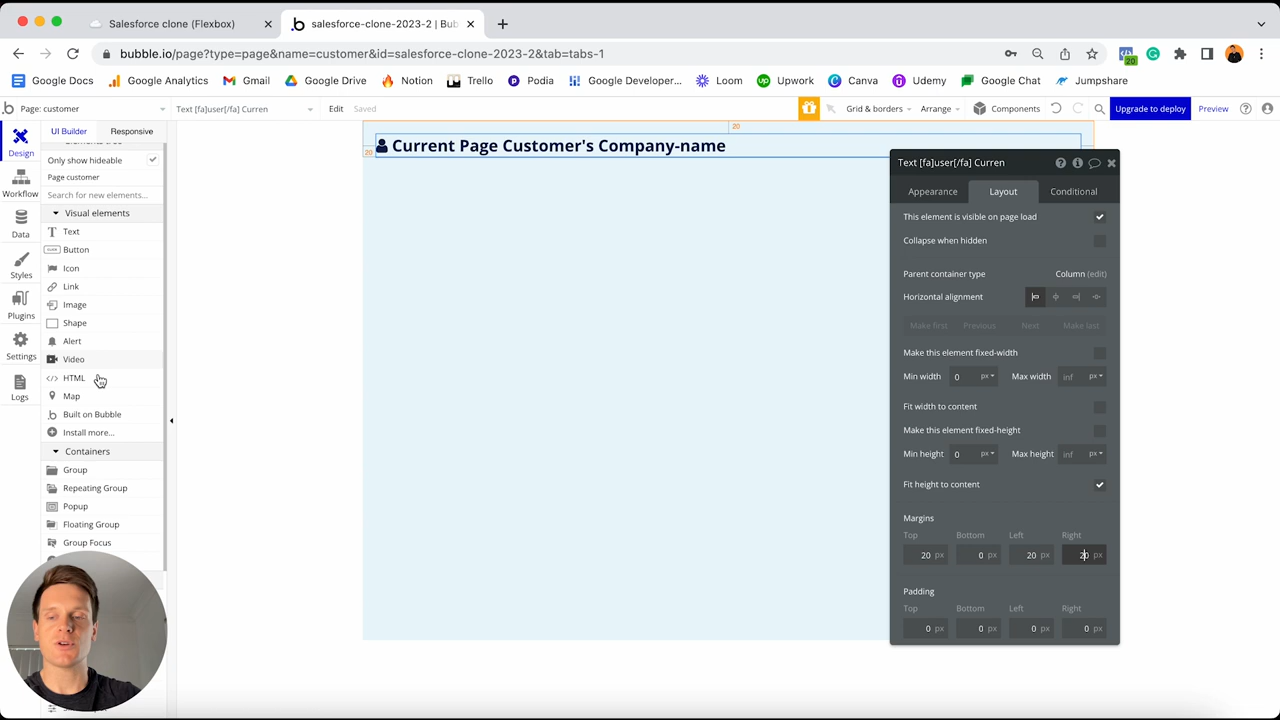 Salesforce clone (Flexbox)
salesforce-clone-2023-2 | Bub
bubble.io/page?type=page&name=customer&id=salesforce-clone-2023-2&tab=tabs-1
20
Google Docs
Google Analytics
Gmail
Google Drive
Notion
Trello
Podia
Google Developer...
Loom
Upwork
Canva
Udemy
Google Chat
Jumpshare
Page: customer
Text [fa]user[/fa] Curren
Edit
Saved
Grid & borders
Arrange
Components
Upgrade to deploy
Preview
Design
Workflow
Data
Styles
Plugins
Settings
Logs
UI Builder
Responsive
Only show hideable
Page customer
Search for new elements...
Visual elements
Text
Button
Icon
Link
Image
Shape
Alert
Video
HTML
Map
Built on Bubble
Install more...
Containers
Group
Repeating Group
Popup
Floating Group
Group Focus
20
20
Current Page Customer's Company-name
Text [fa]user[/fa] Curren
Appearance
Layout
Conditional
This element is visible on page load
Collapse when hidden
Parent container type
Column (edit)
Horizontal alignment
Make first
Previous
Next
Make last
Make this element fixed-width
Min width
0
px
Max width
inf
px
Fit width to content
Make this element fixed-height
Min height
0
px
Max height
inf
px
Fit height to content
Margins
Top
Bottom
Left
Right
20 px
0 px
20 px
20 px
Padding
Top
Bottom
Left
Right
0 px
0 px
0 px
0 px